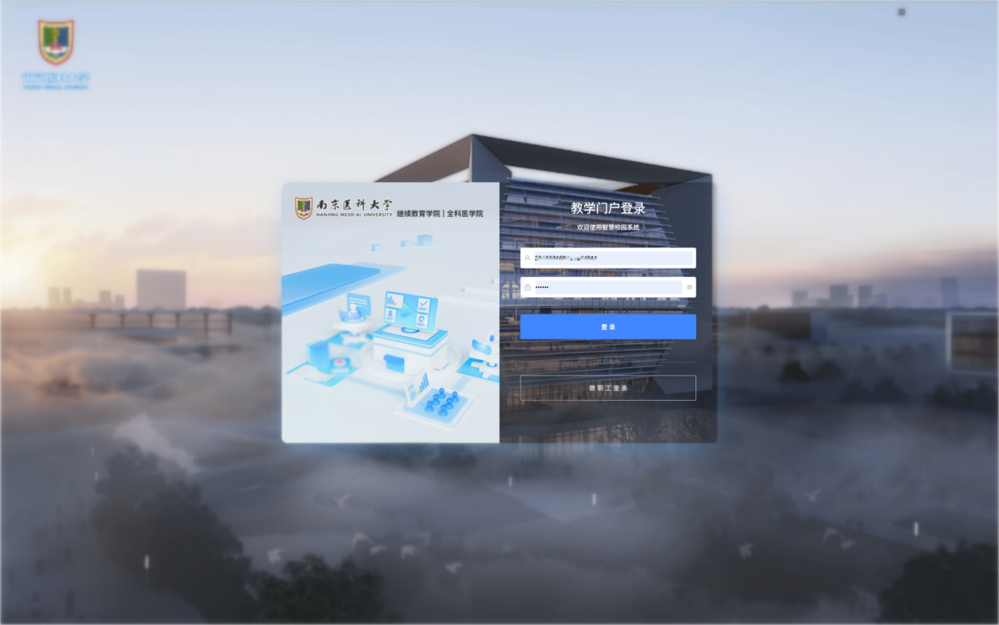 南京医科大学
NANJING MEDICAL UNIVERSITY
继续教育学院 | 全科医学院
教学门户登录
欢迎使用智慧校园系统
••••••
登 录
教 职 工 登 录